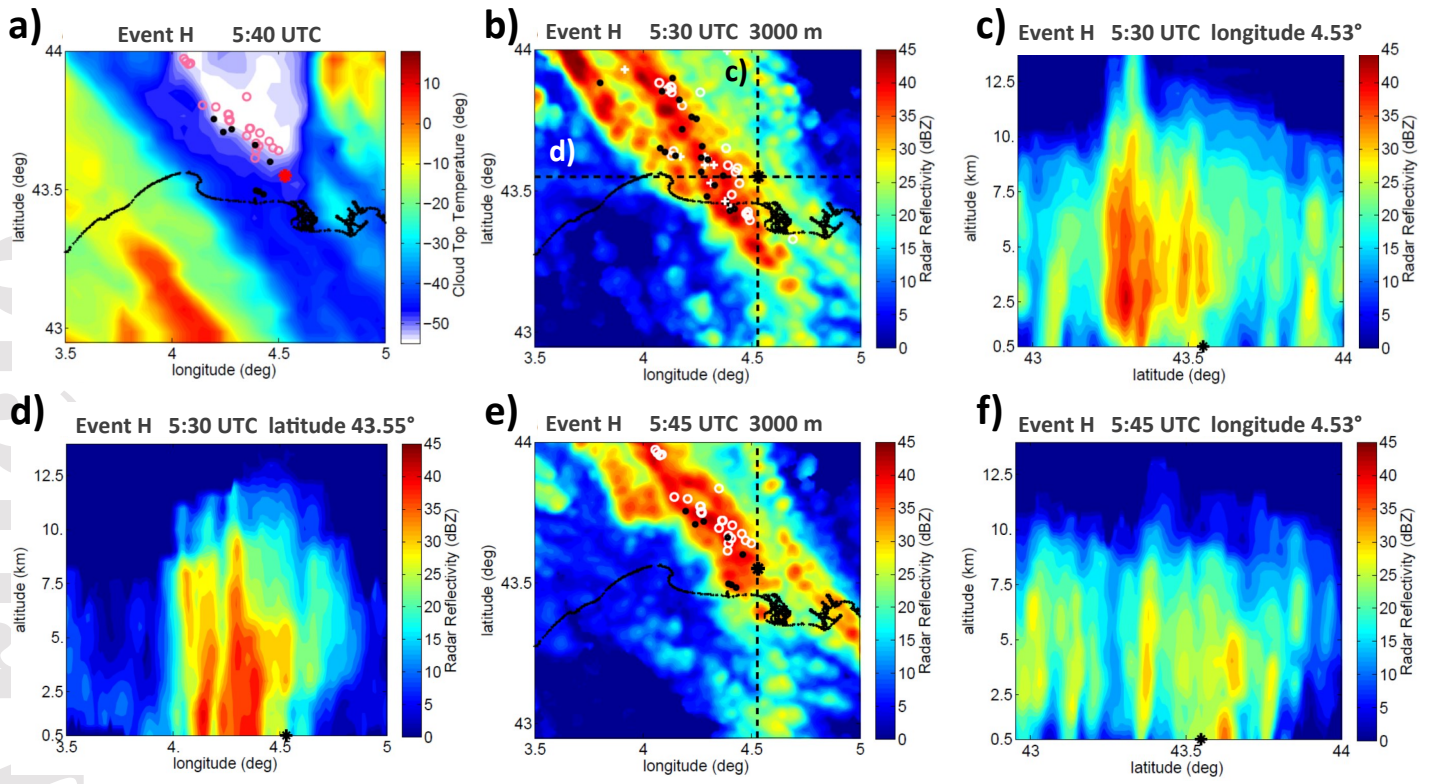 a) Event H 5:40 UTC
44
43.5
43
latitude (deg)
3.5 4 4.5 5
longitude (deg)
10
0
−10
−20
−30
−40
−50
Cloud Top Temperature (deg)
b) Event H 5:30 UTC 3000 m
c)
d)
44
43.5
43
latitude (deg)
3.5 4 4.5 5
longitude (deg)
45
40
35
30
25
20
15
10
5
0
Radar Reflectivity (dBZ)
c) Event H 5:30 UTC longitude 4.53°
12.5
10.
7.5
5.
2.5
0.5
altitude (km)
43 43.5 44
latitude (deg)
45
40
35
30
25
20
15
10
5
0
Radar Reflectivity (dBZ)
d) Event H 5:30 UTC latitude 43.55°
12.5
10.
7.5
5.
2.5
0.5
altitude (km)
3.5 4. 4.5 5
longitude (deg)
45
40
35
30
25
20
15
10
5
0
Radar Reflectivity (dBZ)
e) Event H 5:45 UTC 3000 m
44
43.5
43
latitude (deg)
3.5 4 4.5 5
longitude (deg)
45
40
35
30
25
20
15
10
5
0
Radar Reflectivity (dBZ)
f) Event H 5:45 UTC longitude 4.53°
12.5
10.
7.5
5.
2.5
0.5
altitude (km)
43 43.5 44
latitude (deg)
45
40
35
30
25
20
15
10
5
0
Radar Reflectivity (dBZ)